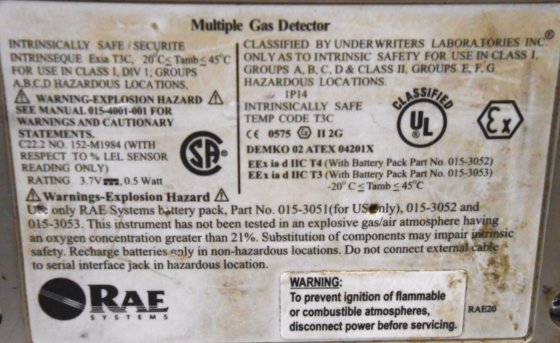 Multiple Gas Detector
INTRINSICALLY SAFE / SECURITE
INTRINSEQUE Exia T3C, 20°C ≤ Tamb ≤ 45°C
FOR USE IN CLASS I, DIV 1; GROUPS
A,B,C,D HAZARDOUS LOCATIONS,
⚠ WARNING-EXPLOSION HAZARD ⚠
SEE MANUAL 015-4001-001 FOR
WARNINGS AND CAUTIONARY
STATEMENTS.
C22.2 NO. 152-M1984 (WITH
RESPECT TO % LEL SENSOR
READING ONLY)
RATING 3.7V⎓, 0.5 Watt
SA®
CLASSIFIED BY UNDERWRITERS LABORATORIES INC®
ONLY AS TO INTRINSIC SAFETY FOR USE IN CLASS I,
GROUPS A, B, C, D & CLASS II, GROUPS E, F, G
HAZARDOUS LOCATIONS.
1P14
INTRINSICALLY SAFE
TEMP CODE T3C
CE 0575 Ex II 2G
DEMKO 02 ATEX 04201X
EEx ia d IIC T4 (With Battery Pack Part No. 015-3052)
EEx ia d IIC T3 (With Battery Pack Part No. 015-3053)
-20° C ≤ Tamb ≤ 45°C
CLASSIFIED
UL
Ex
⚠ Warnings-Explosion Hazard ⚠
Use only RAE Systems battery pack, Part No. 015-3051(for US only), 015-3052 and
015-3053. This instrument has not been tested in an explosive gas/air atmosphere having
an oxygen concentration greater than 21%. Substitution of components may impair intrinsic
safety. Recharge batteries only in non-hazardous locations. Do not connect external cable
to serial interface jack in hazardous location.
RAE
SYSTEMS
WARNING:
To prevent ignition of flammable
or combustible atmospheres,
disconnect power before servicing.
RAE20